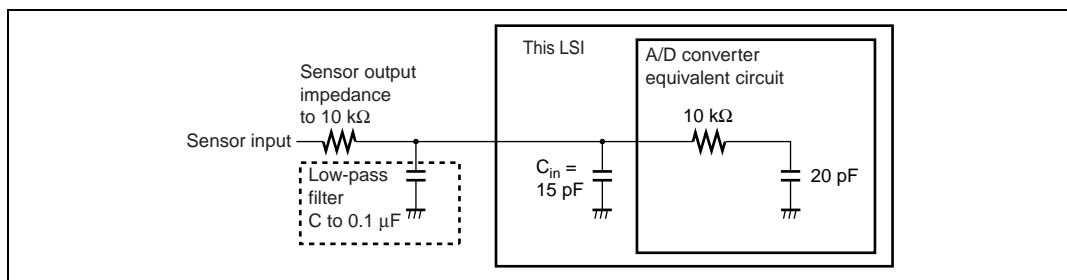 This LSI
A/D converter
equivalent circuit
Sensor output
impedance
to 10 kΩ
10 kΩ
Sensor input
Low-pass
filter
C to 0.1 μF
Cin =
15 pF
20 pF